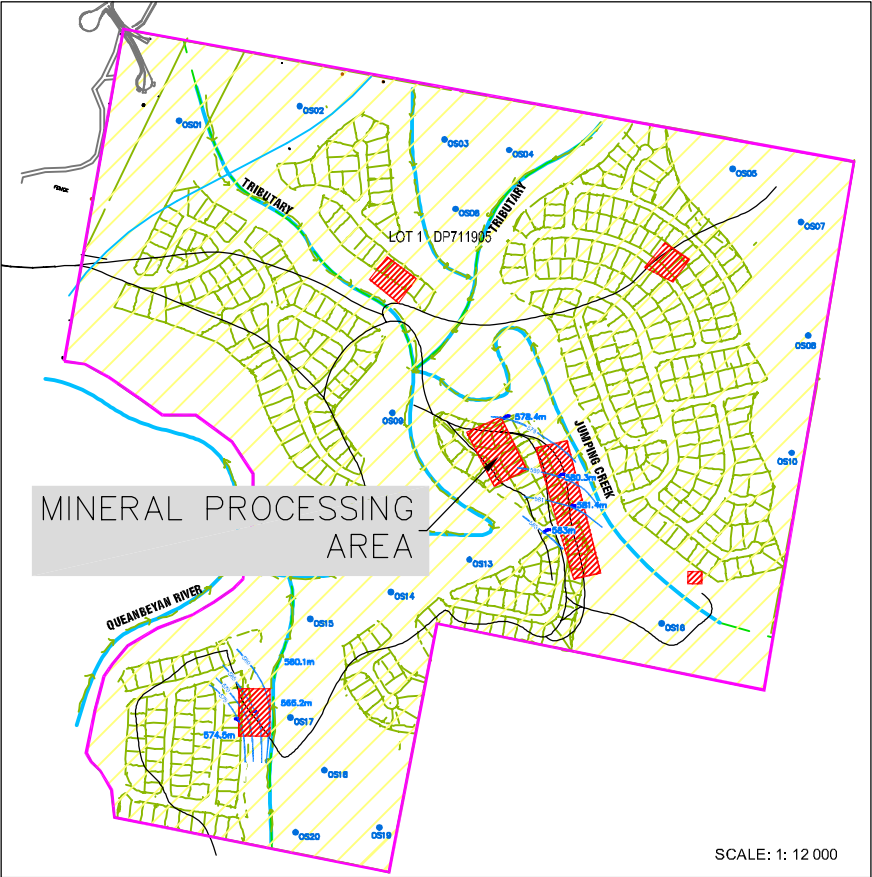 OS01
OS02
OS03
OS04
OS05
TRIBUTARY
OS06
TRIBUTARY
OS07
LOT 1 DP711905
OS08
OS09
578.4m
JUMPING CREEK
OS10
580.3m
581.4m
583m
MINERAL PROCESSING
AREA
OS13
OS14
QUEANBEYAN RIVER
OS15
OS16
580.1m
565.2m
OS17
574.5m
OS18
OS20
OS19
SCALE: 1: 12 000